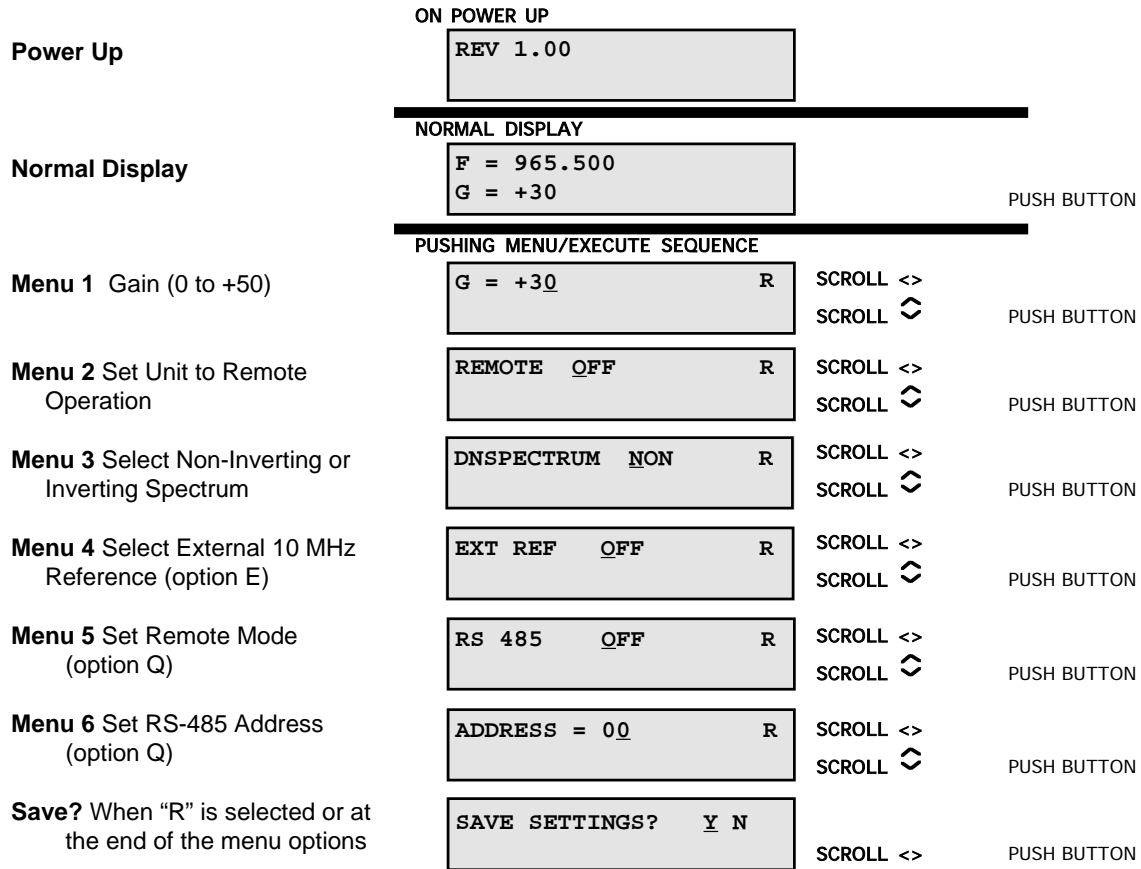 ON POWER UP
Power Up
REV 1.00
NORMAL DISPLAY
Normal Display
F = 965.500
G = +30
PUSH BUTTON
PUSHING MENU/EXECUTE SEQUENCE
Menu 1 Gain (0 to +50)
G = +30 R
SCROLL <>
SCROLL
PUSH BUTTON
Menu 2 Set Unit to Remote
Operation
REMOTE OFF R
SCROLL <>
SCROLL
PUSH BUTTON
Menu 3 Select Non-Inverting or
Inverting Spectrum
DNSPECTRUM NON R
SCROLL <>
SCROLL
PUSH BUTTON
Menu 4 Select External 10 MHz
Reference (option E)
EXT REF OFF R
SCROLL <>
SCROLL
PUSH BUTTON
Menu 5 Set Remote Mode
(option Q)
RS 485 OFF R
SCROLL <>
SCROLL
PUSH BUTTON
Menu 6 Set RS-485 Address
(option Q)
ADDRESS = 00 R
SCROLL <>
SCROLL
PUSH BUTTON
Save? When “R” is selected or at
the end of the menu options
SAVE SETTINGS? Y N
SCROLL <>
PUSH BUTTON